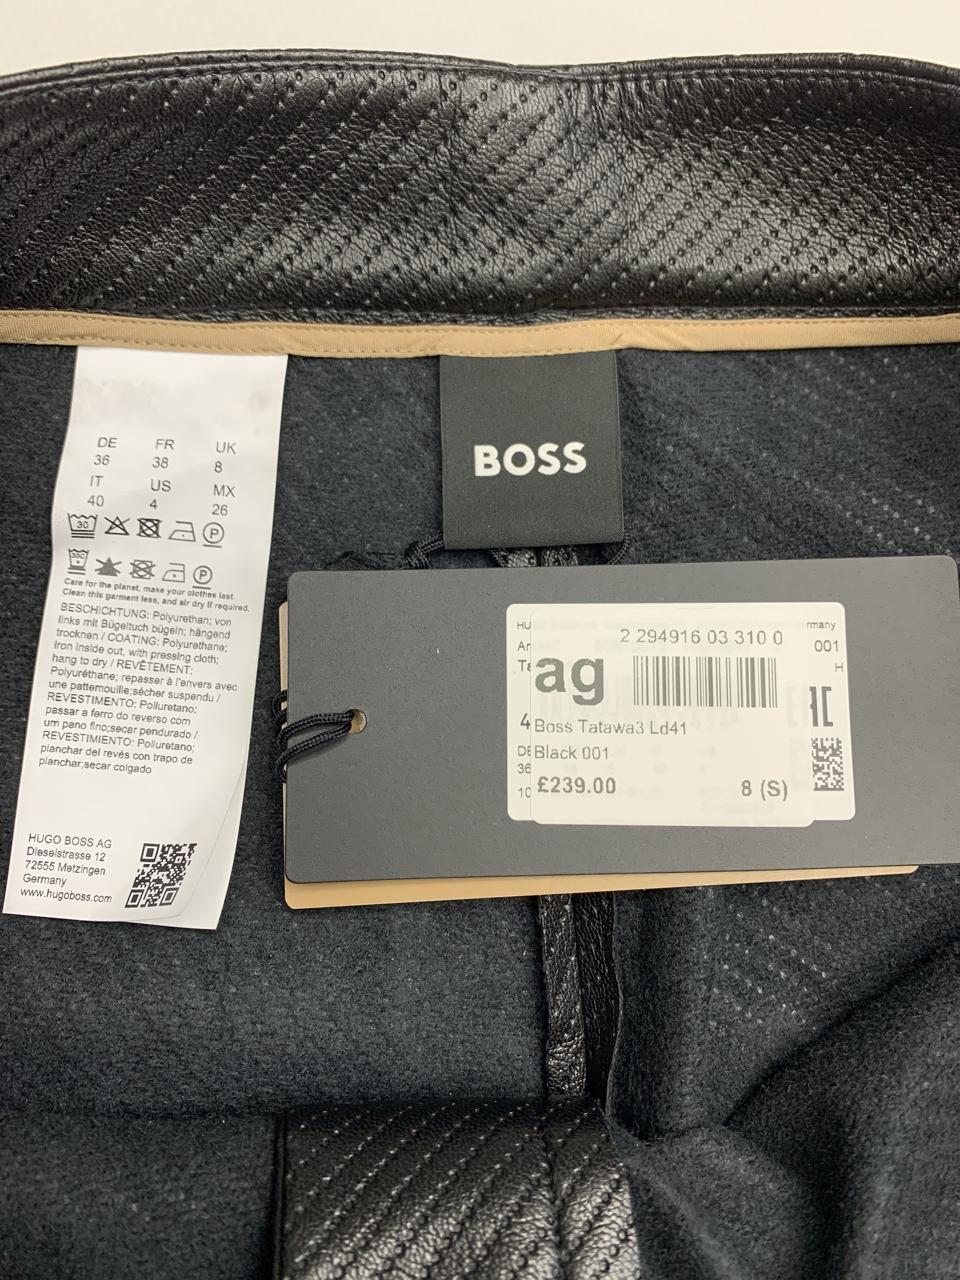 DE FR UK
36 38 8
IT US MX
40 4 26
30 P
30C P
Care for the planet, make your clothes last.
Clean this garment less, and air dry if required.
BESCHICHTUNG: Polyurethan; von
links mit Bügeltuch bügeln; hängend
trocknen / COATING: Polyurethane;
iron inside out, with pressing cloth;
hang to dry / REVÊTEMENT:
Polyuréthane; repasser à l'envers avec
une pattemouille;sécher suspendu /
REVESTIMENTO: Poliuretano;
passar a ferro do reverso com
um pano fino;secar pendurado /
REVESTIMIENTO: Poliuretano;
planchar del revés con trapo de
planchar;secar colgado
HUGO BOSS AG
Dieselstrasse 12
72555 Metzingen
Germany
www.hugoboss.com
BOSS
2 294916 03 310 0
ag
Boss Tatawa3 Ld41
Black 001
£239.00 8 (S)
001
H
DE
36